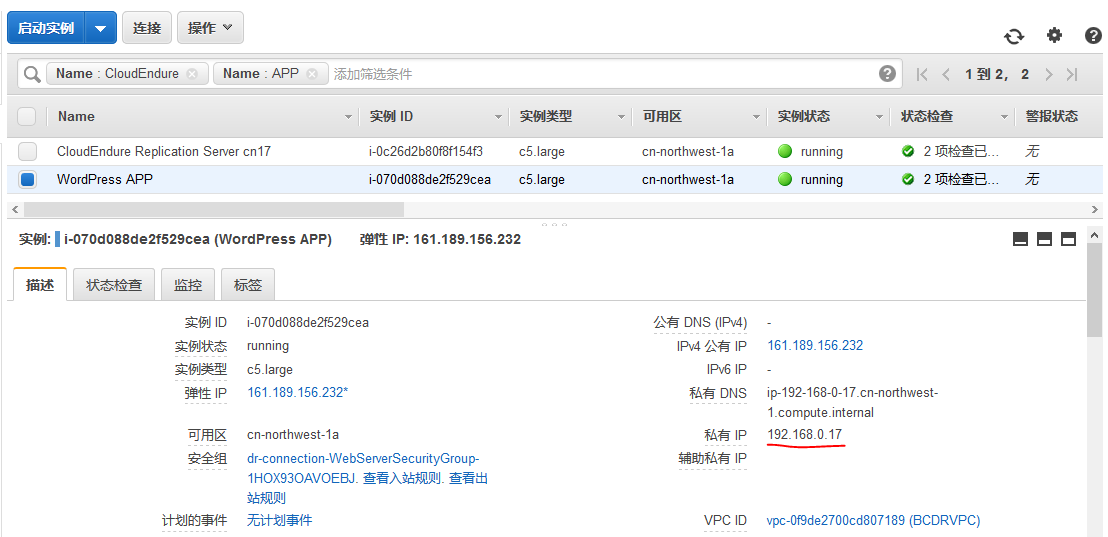 启动实例 连接 操作
Name : CloudEndure Name : APP 添加筛选条件 1 到 2， 2
Name 实例 ID 实例类型 可用区 实例状态 状态检查 警报状态
CloudEndure Replication Server cn17 i-0c26d2b80f8f154f3 c5.large cn-northwest-1a running 2 项检查已... 无
WordPress APP i-070d088de2f529cea c5.large cn-northwest-1a running 2 项检查已... 无
实例: i-070d088de2f529cea (WordPress APP) 弹性 IP: 161.189.156.232
描述 状态检查 监控 标签
实例 ID i-070d088de2f529cea 公有 DNS (IPv4) -
实例状态 running IPv4 公有 IP 161.189.156.232
实例类型 c5.large IPv6 IP -
弹性 IP 161.189.156.232* 私有 DNS ip-192-168-0-17.cn-northwest-
1.compute.internal
可用区 cn-northwest-1a 私有 IP 192.168.0.17
安全组 dr-connection-WebServerSecurityGroup- 辅助私有 IP
1HOX93OAVOEBJ. 查看入站规则. 查看出
站规则
计划的事件 无计划事件 VPC ID vpc-0f9de2700cd807189 (BCDRVPC)